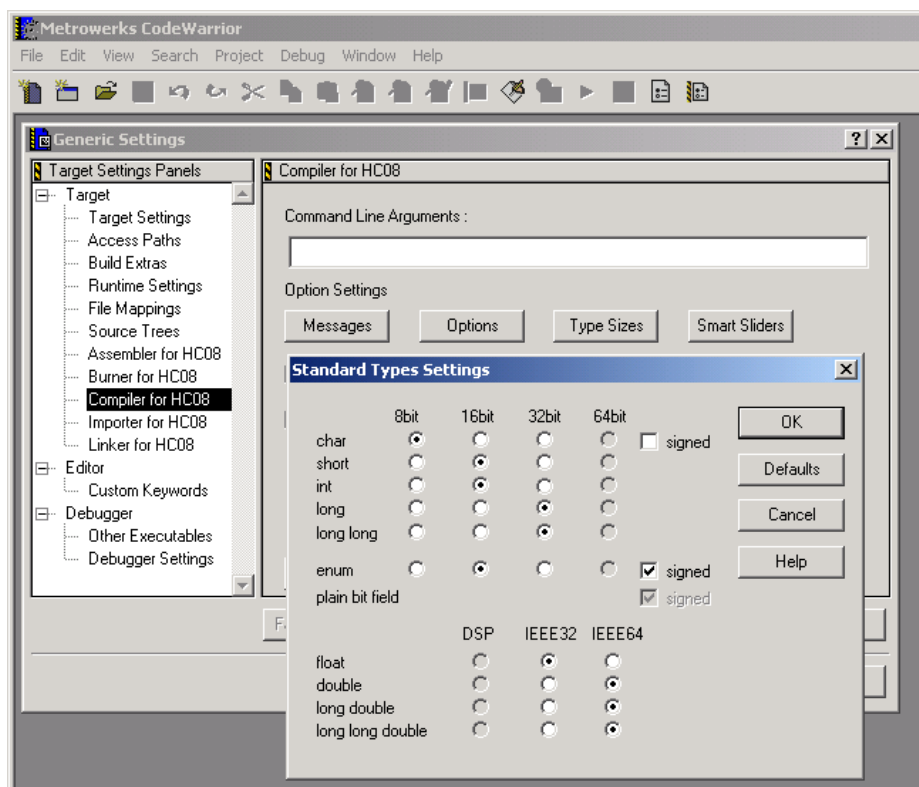 Metrowerks CodeWarrior
File Edit View Search Project Debug Window Help
Generic Settings
Target Settings Panels
Target
Target Settings
Access Paths
Build Extras
Runtime Settings
File Mappings
Source Trees
Assembler for HC08
Burner for HC08
Compiler for HC08
Importer for HC08
Linker for HC08
Editor
Custom Keywords
Debugger
Other Executables
Debugger Settings
Compiler for HC08
Command Line Arguments :
Option Settings
Messages Options Type Sizes Smart Sliders
Standard Types Settings
8bit 16bit 32bit 64bit
char signed
short
int
long
long long
enum signed
plain bit field signed
DSP IEEE32 IEEE64
float
double
long double
long long double
OK
Defaults
Cancel
Help